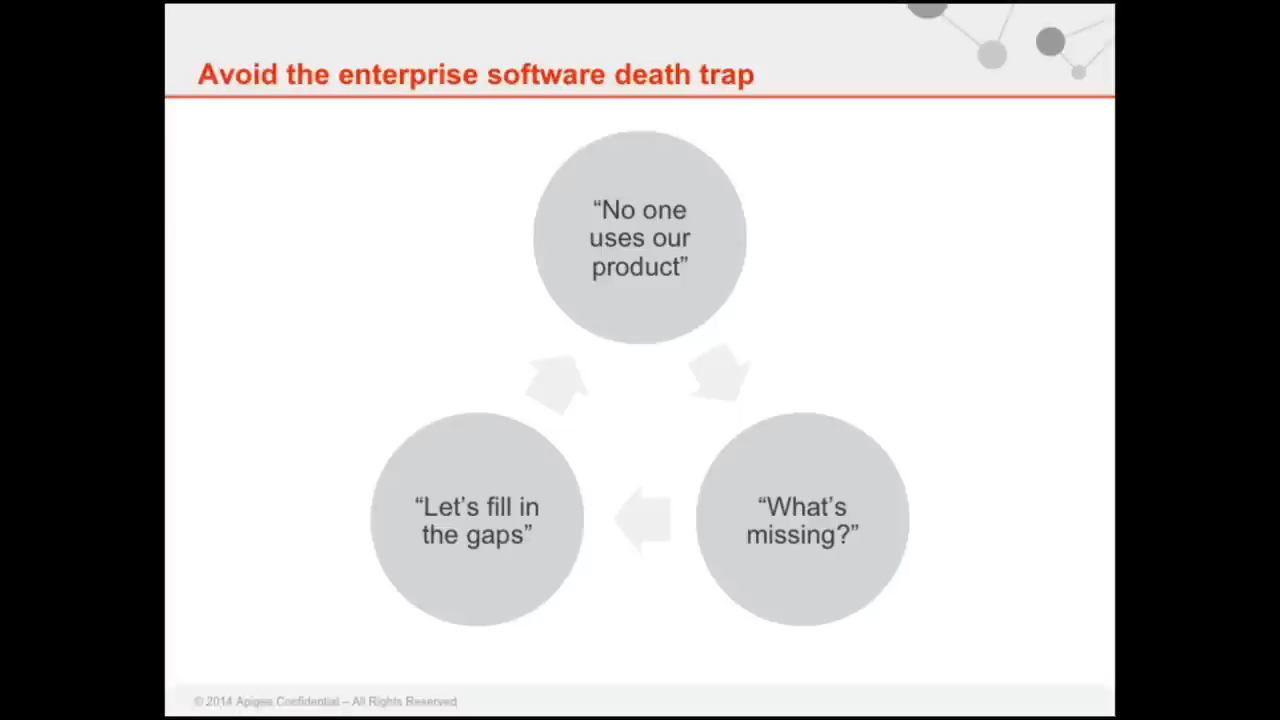 Avoid the enterprise software death trap
“No one
uses our
product”
“Let’s fill in
the gaps”
“What’s
missing?”
© 2014 Apigee Confidential – All Rights Reserved